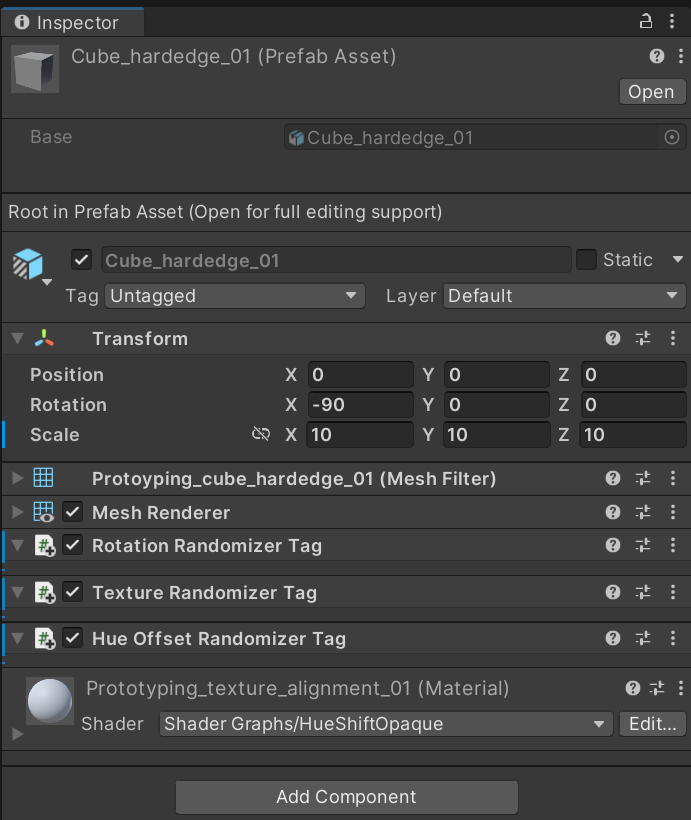 Inspector
Cube_hardedge_01 (Prefab Asset)
Open
Base Cube_hardedge_01
Root in Prefab Asset (Open for full editing support)
Cube_hardedge_01 Static
Tag Untagged Layer Default
Transform
Position X 0 Y 0 Z 0
Rotation X -90 Y 0 Z 0
Scale X 10 Y 10 Z 10
Protoyping_cube_hardedge_01 (Mesh Filter)
Mesh Renderer
Rotation Randomizer Tag
Texture Randomizer Tag
Hue Offset Randomizer Tag
Prototyping_texture_alignment_01 (Material)
Shader Shader Graphs/HueShiftOpaque Edit...
Add Component